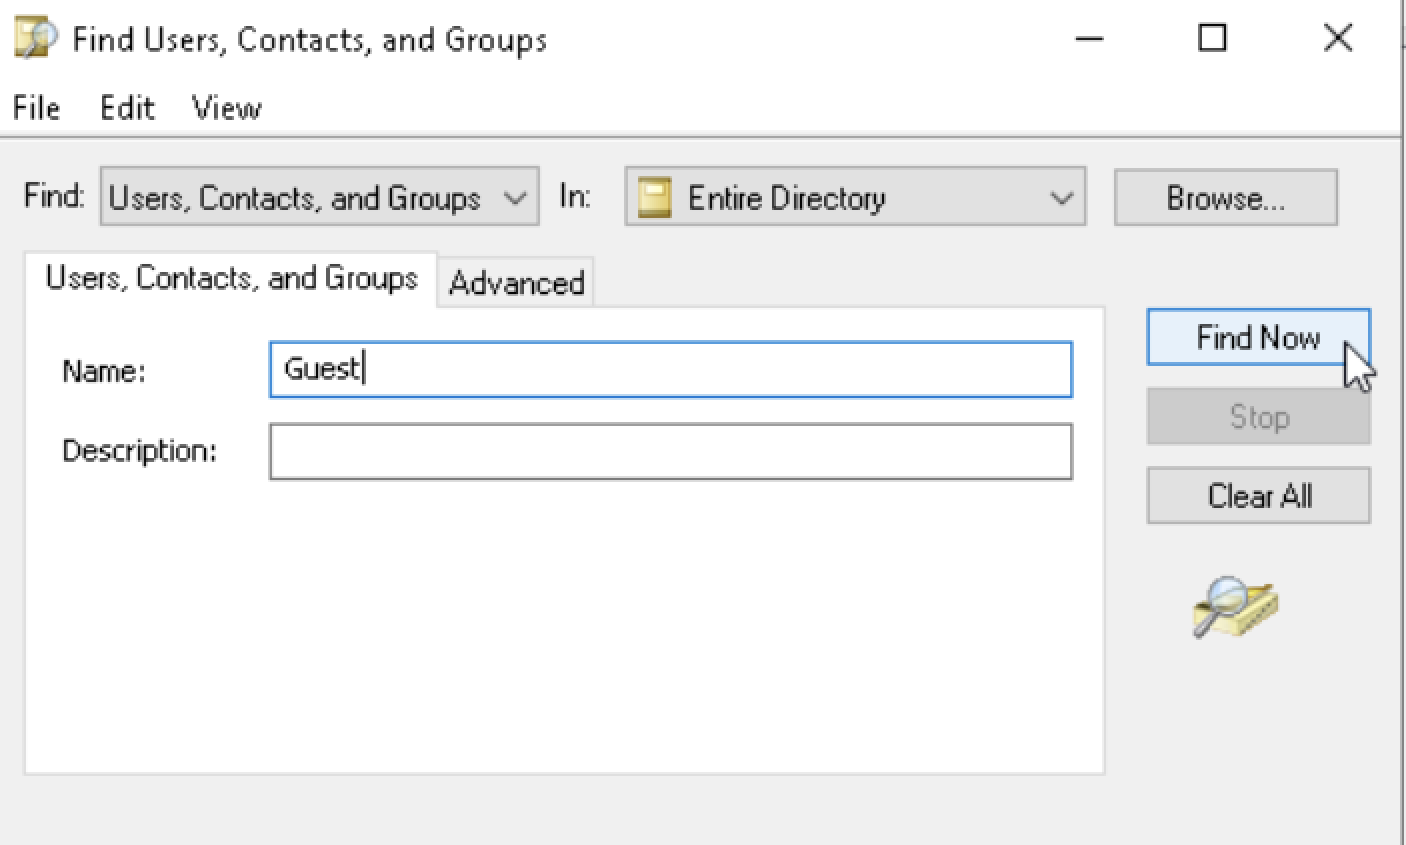 Find Users, Contacts, and Groups
File Edit View
Find: Users, Contacts, and Groups In: Entire Directory Browse...
Users, Contacts, and Groups Advanced
Name: Guest
Find Now
Description:
Stop
Clear All